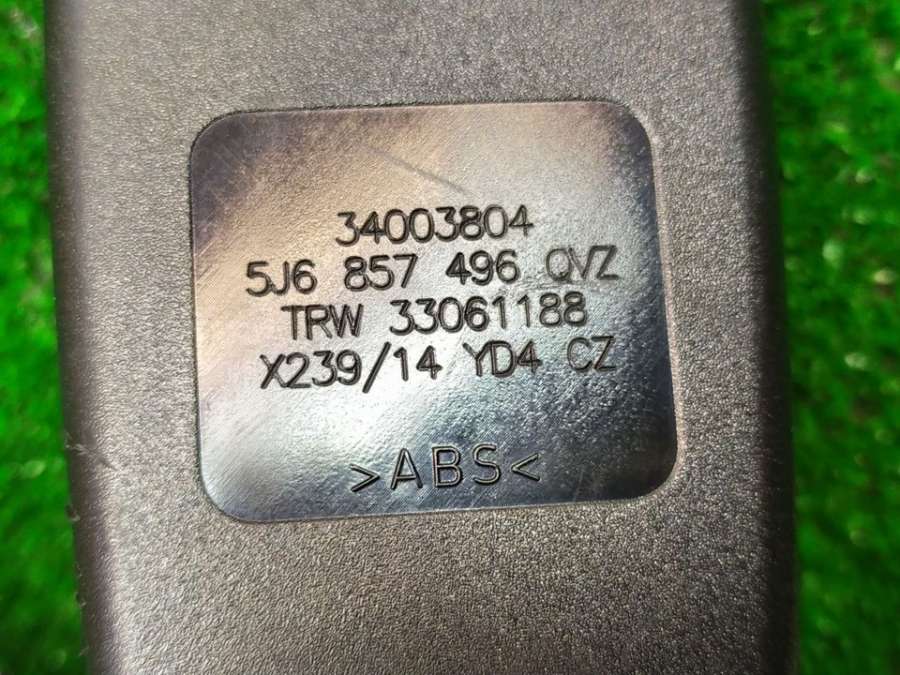 34003804
5J6 857 496 QVZ
TRW 33061188
X239/14 YD4 CZ
>ABS<